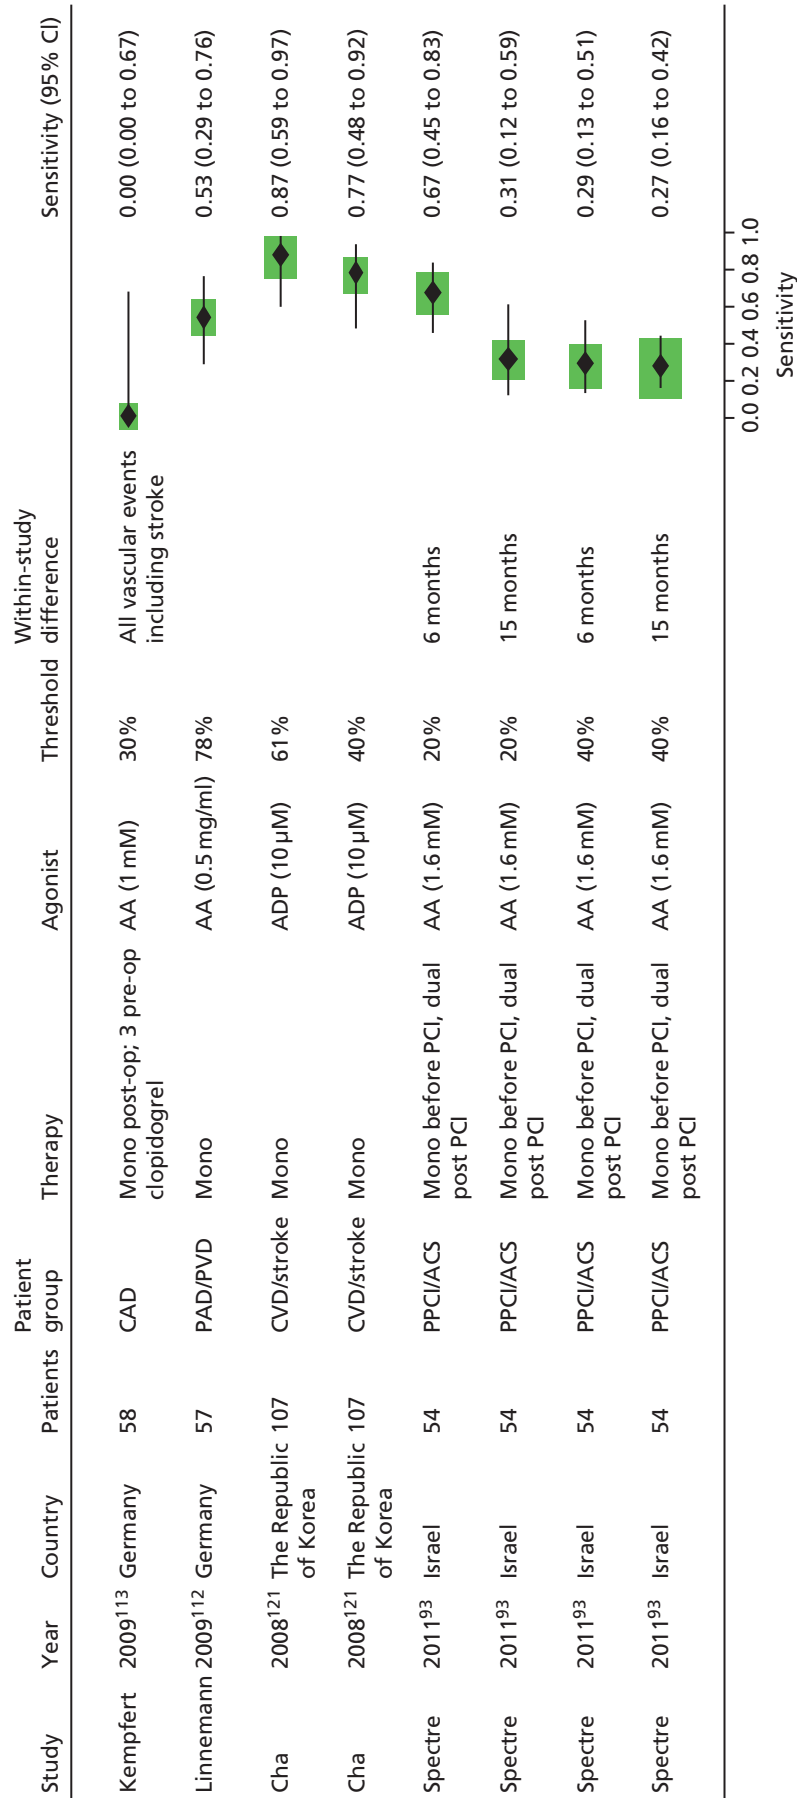 Study Year Country Patients Patient group Therapy Agonist Threshold Within-study difference Sensitivity (95% CI)
Kempfert 2009¹¹³ Germany 58 CAD Mono post-op; 3 pre-op AA (1 mM) 30% All vascular events 0.00 (0.00 to 0.67)
clopidogrel including stroke
Linnemann 2009¹¹² Germany 57 PAD/PVD Mono AA (0.5 mg/ml) 78% 0.53 (0.29 to 0.76)
Cha 2008¹²¹ The Republic 107 CVD/stroke Mono ADP (10 µM) 61% 0.87 (0.59 to 0.97)
of Korea
Cha 2008¹²¹ The Republic 107 CVD/stroke Mono ADP (10 µM) 40% 0.77 (0.48 to 0.92)
of Korea
Spectre 2011⁹³ Israel 54 PPCI/ACS Mono before PCI, dual AA (1.6 mM) 20% 6 months 0.67 (0.45 to 0.83)
post PCI
Spectre 2011⁹³ Israel 54 PPCI/ACS Mono before PCI, dual AA (1.6 mM) 20% 15 months 0.31 (0.12 to 0.59)
post PCI
Spectre 2011⁹³ Israel 54 PPCI/ACS Mono before PCI, dual AA (1.6 mM) 40% 6 months 0.29 (0.13 to 0.51)
post PCI
Spectre 2011⁹³ Israel 54 PPCI/ACS Mono before PCI, dual AA (1.6 mM) 40% 15 months 0.27 (0.16 to 0.42)
post PCI
0.0 0.2 0.4 0.6 0.8 1.0
Sensitivity